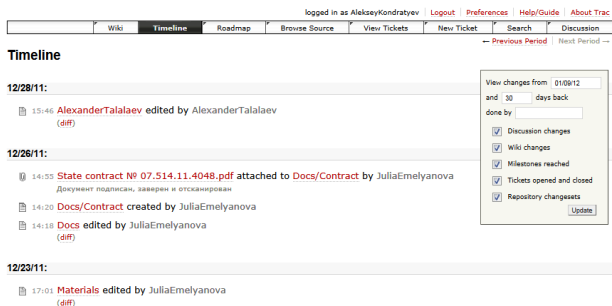 logged in as AlekseyKondratyev Logout Preferences Help/Guide About Trac
Wiki Timeline Roadmap Browse Source View Tickets New Ticket Search Discussion
← Previous Period Next Period →
Timeline
View changes from 01/09/12
and 30 days back
done by
Discussion changes
Wiki changes
Milestones reached
Tickets opened and closed
Repository changesets
Update
12/28/11:
15:46 AlexanderTalalaev edited by AlexanderTalalaev
(diff)
12/26/11:
14:55 State contract № 07.514.11.4048.pdf attached to Docs/Contract by JuliaEmelyanova
Документ подписан, заверен и отсканирован
14:20 Docs/Contract created by JuliaEmelyanova
14:18 Docs edited by JuliaEmelyanova
(diff)
12/23/11:
17:01 Materials edited by JuliaEmelyanova
(diff)